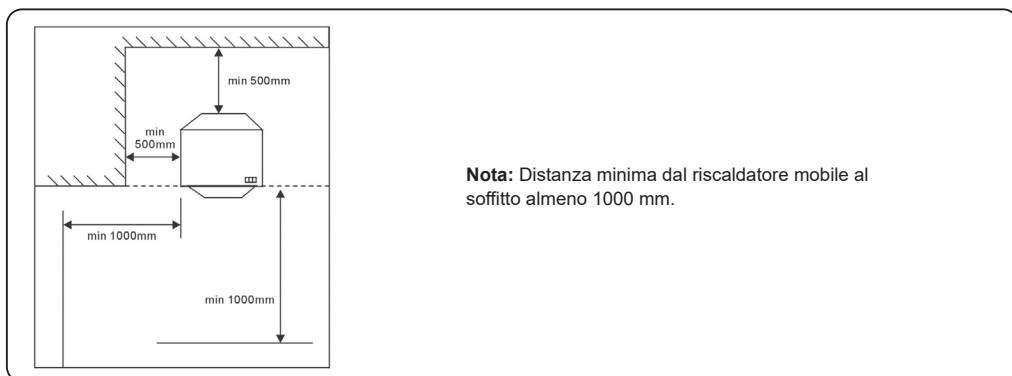 min 500mm
min
500mm
min 1000mm
min 1000mm
Nota: Distanza minima dal riscaldatore mobile al
soffitto almeno 1000 mm.